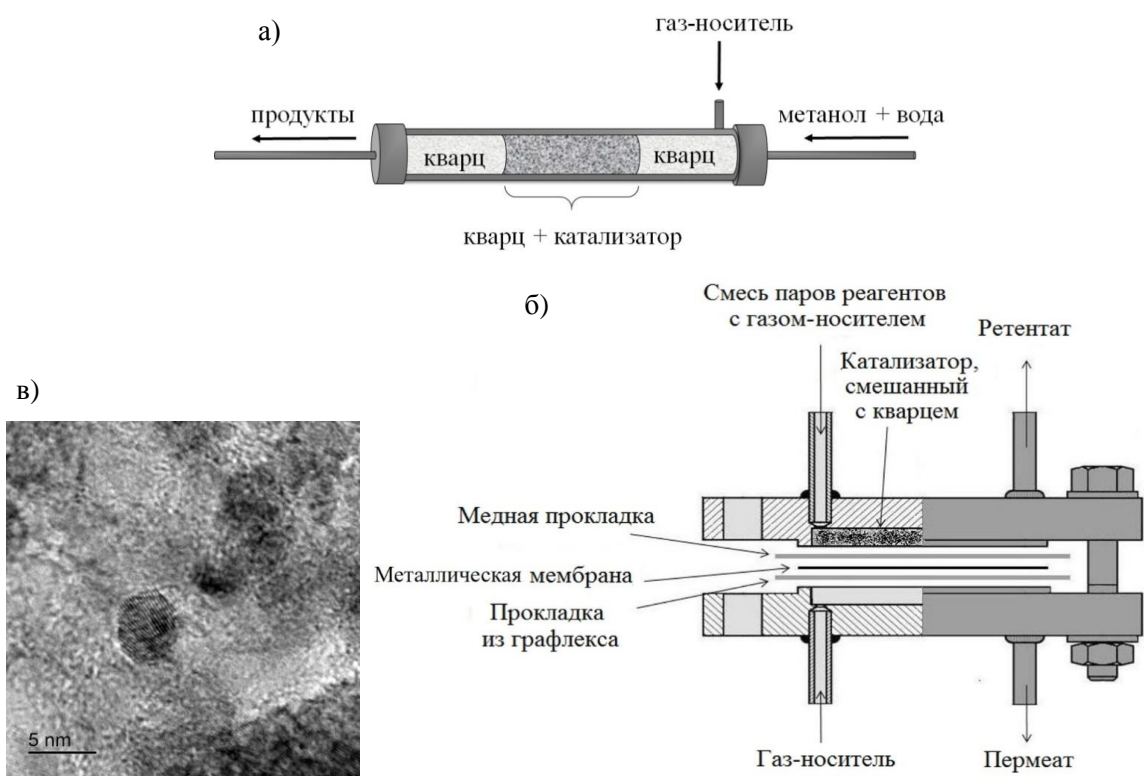 а)
газ-носитель
продукты
метанол + вода
кварц
кварц
кварц + катализатор
б)
Смесь паров реагентов
с газом-носителем
Ретентат
Катализатор,
смешанный
с кварцем
Медная прокладка
Металлическая мембрана
Прокладка
из графлекса
Газ-носитель
Пермеат
в)
5 nm